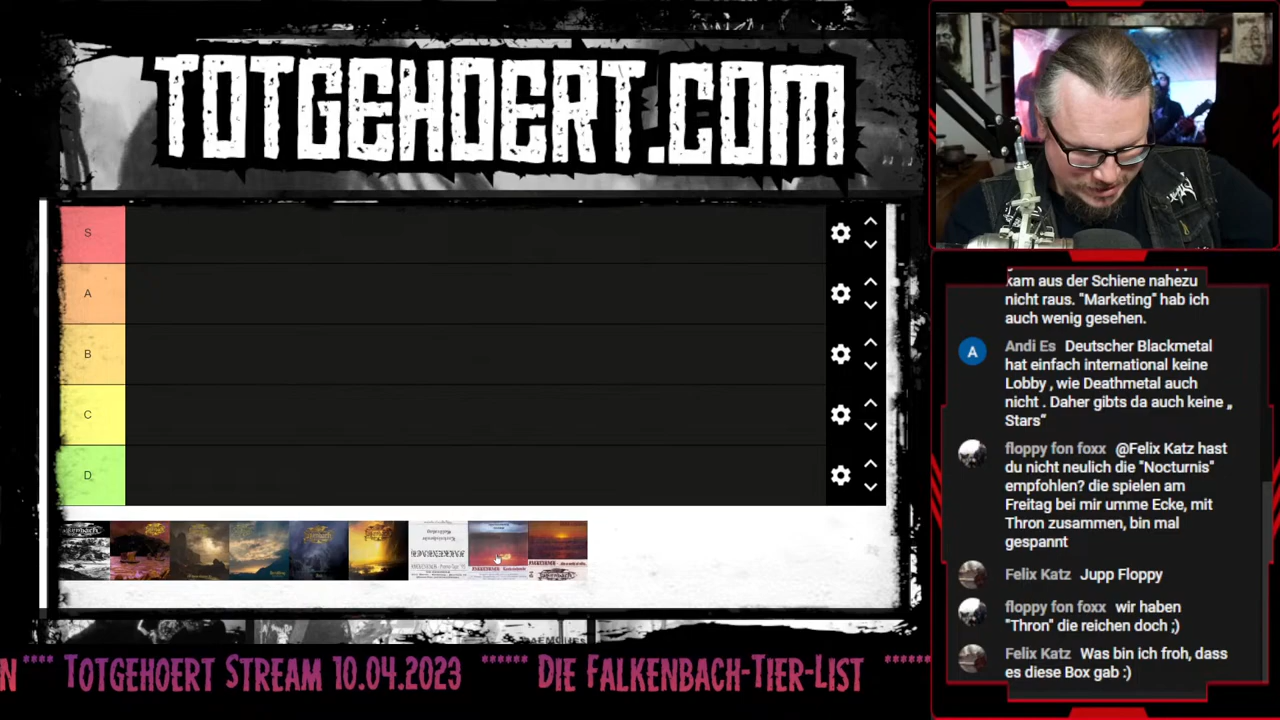 TOTGEHOERT.COM
S
A
B
C
D
kam aus der Schiene nahezu
nicht raus. "Marketing" hab ich
auch wenig gesehen.
A
Andi Es Deutscher Blackmetal
hat einfach international keine
Lobby , wie Deathmetal auch
nicht . Daher gibts da auch keine „
Stars“
floppy fon foxx @Felix Katz hast
du nicht neulich die "Nocturnis"
empfohlen? die spielen am
Freitag bei mir umme Ecke, mit
Thron zusammen, bin mal
gespannt
Felix Katz Jupp Floppy
floppy fon foxx wir haben
"Thron" die reichen doch ;)
Felix Katz Was bin ich froh, dass
es diese Box gab :)
N **** Totgehoert Stream 10.04.2023 ****** Die Falkenbach-Tier-List ******